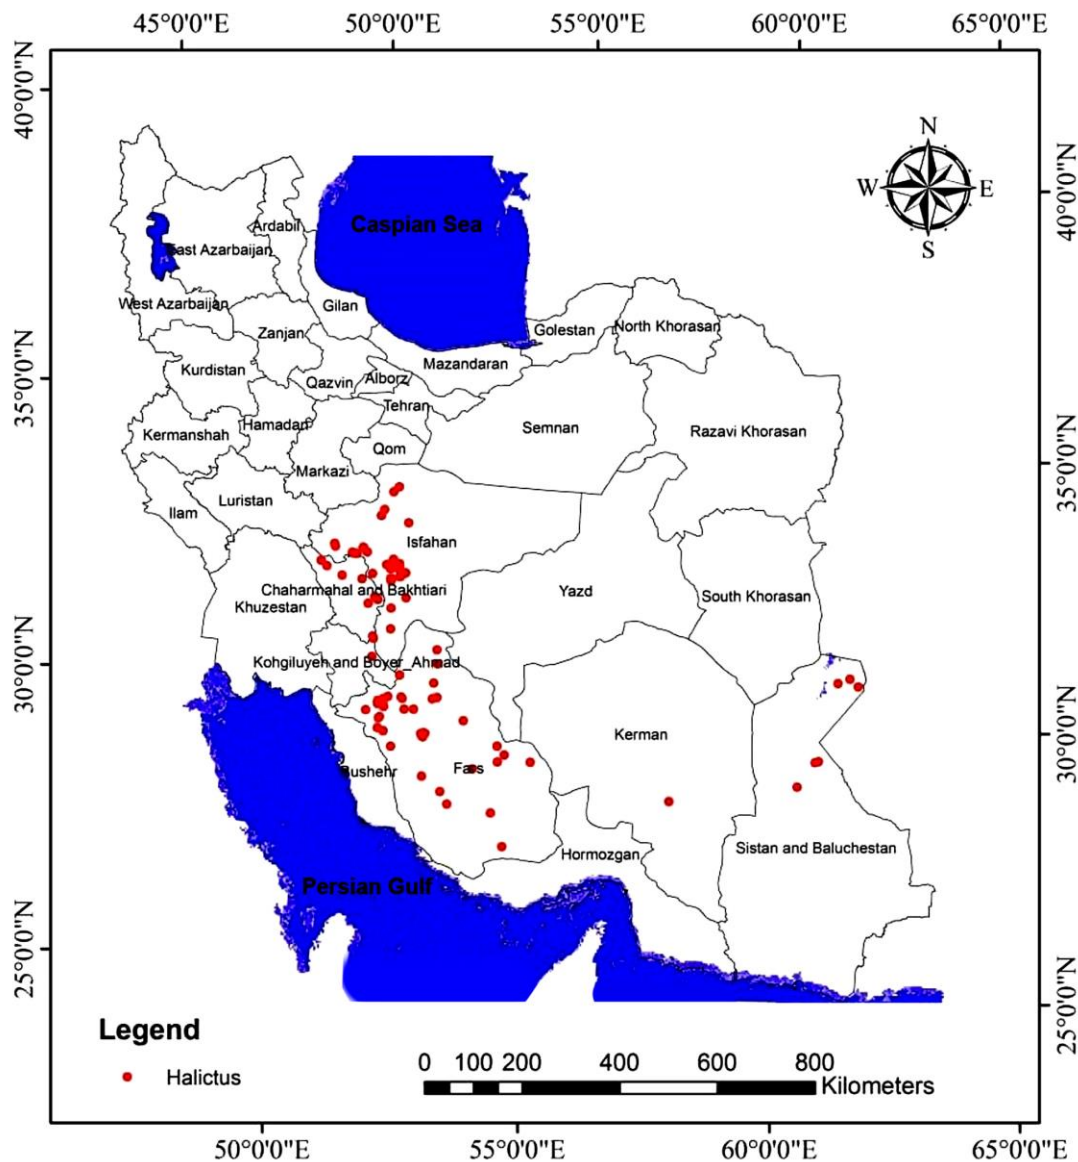 45°0'0"E 50°0'0"E 55°0'0"E 60°0'0"E 65°0'0"E
40°0'0"N
40°0'0"N
N
W E
S
Caspian Sea
Ardabil
East Azarbaijan
West Azarbaijan
Gilan
Golestan
North Khorasan
Zanjan
Mazandaran
35°0'0"N
Kurdistan
Qazvin
Alborz
Tehran
Hamadan
Semnan
Razavi Khorasan
Kermanshah
Qom
35°0'0"N
Markazi
Luristan
Ilam
Isfahan
Chaharmahal and Bakhtiari
Yazd
South Khorasan
Khuzestan
30°0'0"N
Kohgiluyeh and Boyer_Ahmad
Kerman
30°0'0"N
Bushehr
Fars
Sistan and Baluchestan
Hormozgan
Persian Gulf
25°0'0"N
25°0'0"N
Legend
Halictus
0 100 200 400 600 800
Kilometers
50°0'0"E 55°0'0"E 60°0'0"E 65°0'0"E